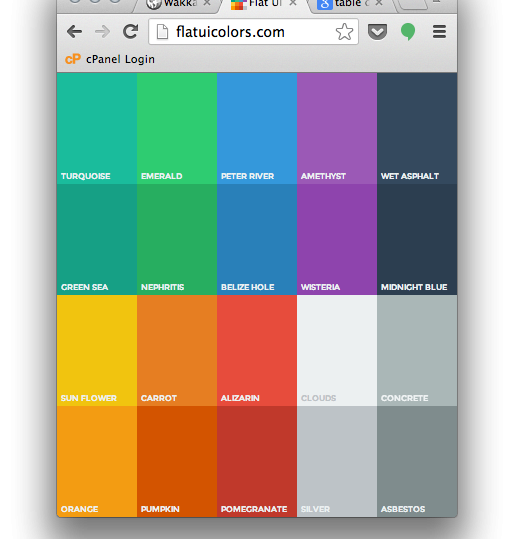 Wakka
Flat UI
table c
flatuicolors.com
cP cPanel Login
TURQUOISE EMERALD PETER RIVER AMETHYST WET ASPHALT
GREEN SEA NEPHRITIS BELIZE HOLE WISTERIA MIDNIGHT BLUE
SUN FLOWER CARROT ALIZARIN CLOUDS CONCRETE
ORANGE PUMPKIN POMEGRANATE SILVER ASBESTOS